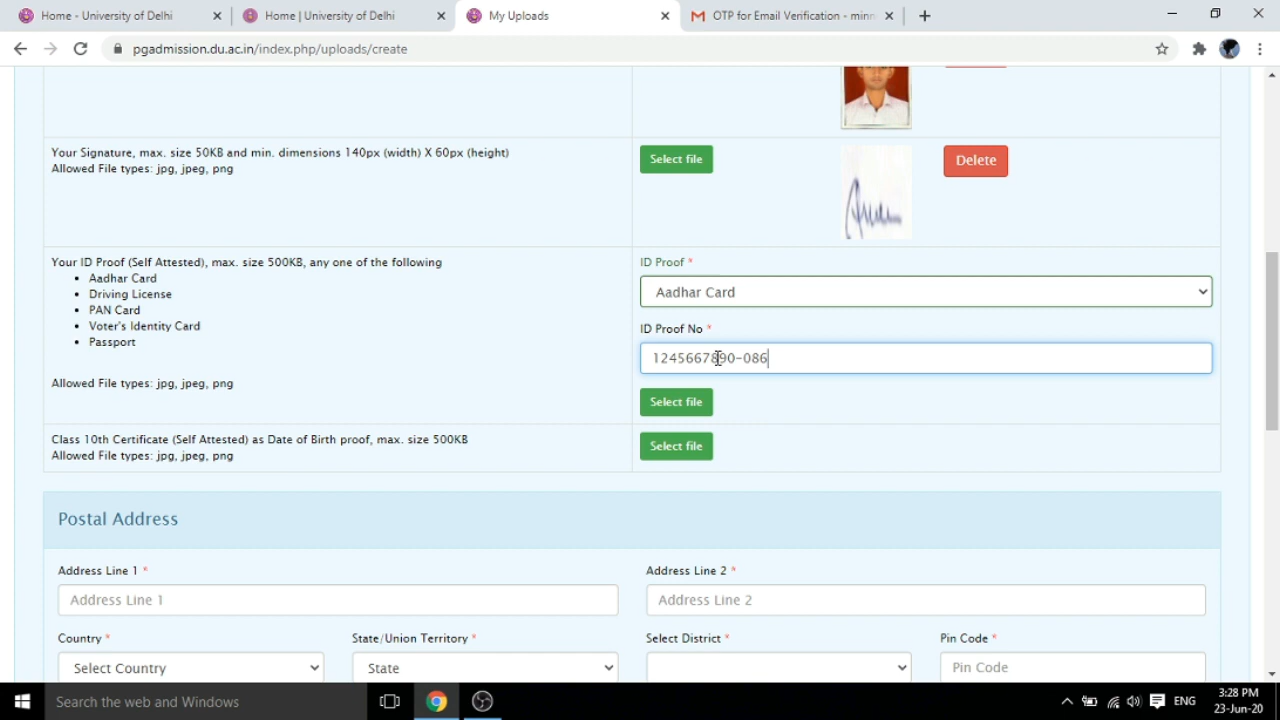 Home - University of Delhi
Home | University of Delhi
My Uploads
OTP for Email Verification - minn
pgadmission.du.ac.in/index.php/uploads/create
Your Signature, max. size 50KB and min. dimensions 140px (width) X 60px (height)
Allowed File types: jpg, jpeg, png
Select file
Delete
Your ID Proof (Self Attested), max. size 500KB, any one of the following
Aadhar Card
Driving License
PAN Card
Voter's Identity Card
Passport
Allowed File types: jpg, jpeg, png
ID Proof *
Aadhar Card
ID Proof No *
1245667890-086
Select file
Class 10th Certificate (Self Attested) as Date of Birth proof, max. size 500KB
Allowed File types: jpg, jpeg, png
Select file
Postal Address
Address Line 1 *
Address Line 2 *
Address Line 1
Address Line 2
Country *
State/Union Territory *
Select District *
Pin Code *
Select Country
State
Pin Code
Search the web and Windows
ENG
3:28 PM
23-Jun-20